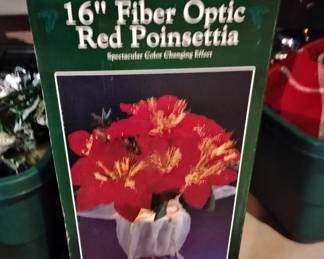 16" Fiber Optic
Red Poinsettia
Spectacular Color Changing Effect